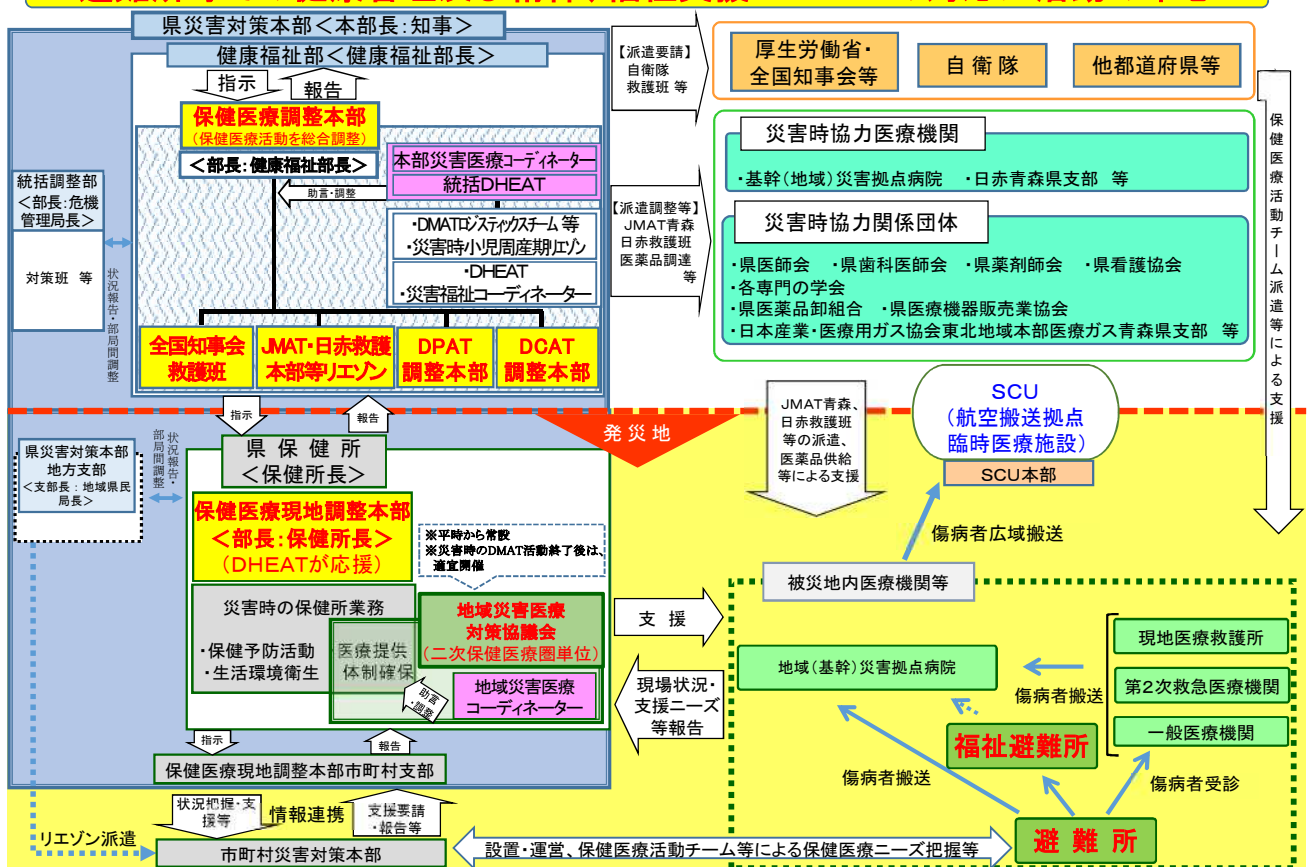 県災害対策本部<本部長:知事>
健康福祉部<健康福祉部長>
指示
報告
保健医療調整本部
(保健医療活動を総合調整)
<部長:健康福祉部長>
本部災害医療コーディネーター
統括DHEAT
助言・調整
・DMATロジスティックスチーム 等
・災害時小児周産期リエゾン
・DHEAT
・災害福祉コーディネーター
統括調整部
<部長:危機
管理局長>
対策班 等
状況報告・部局間調整
全国知事会
救護班
JMAT・日赤救護
本部等リエゾン
DPAT
調整本部
DCAT
調整本部
【派遣要請】
自衛隊
救護班 等
厚生労働省・
全国知事会等
自 衛 隊
他都道府県等
災害時協力医療機関
・基幹(地域)災害拠点病院 ・日赤青森県支部 等
【派遣調整等】
JMAT青森
日赤救護班
医薬品調達
等
災害時協力関係団体
・県医師会 ・県歯科医師会 ・県薬剤師会 ・県看護協会
・各専門の学会
・県医薬品卸組合 ・県医療機器販売業協会
・日本産業・医療用ガス協会東北地域本部医療ガス青森県支部 等
保健医療活動チーム派遣等による支援
指示
報告
発 災 地
JMAT青森、
日赤救護班
等の派遣、
医薬品供給
等による支援
SCU
(航空搬送拠点
臨時医療施設)
SCU本部
県災害対策本部
地方支部
<支部長:地域県民
局長>
状況報告・
部局間調整
県 保 健 所
<保健所長>
保健医療現地調整本部
<部長:保健所長>
(DHEATが応援)
※平時から常設
※災害時のDMAT活動終了後は、
適宜開催
災害時の保健所業務
・保健予防活動
・生活環境衛生
・医療提供
体制確保
地域災害医療
対策協議会
(二次保健医療圏単位)
助言
・調整
地域災害医療
コーディネーター
支 援
現場状況・
支援ニーズ
等報告
傷病者広域搬送
被災地内医療機関等
地域(基幹)災害拠点病院
傷病者搬送
現地医療救護所
第2次救急医療機関
一般医療機関
福祉避難所
傷病者搬送
傷病者受診
避 難 所
指示
報告
保健医療現地調整本部市町村支部
状況把握・支
援等
情報連携
支援要請
・報告等
リエゾン派遣
市町村災害対策本部
設置・運営、保健医療活動チーム等による保健医療ニーズ把握等